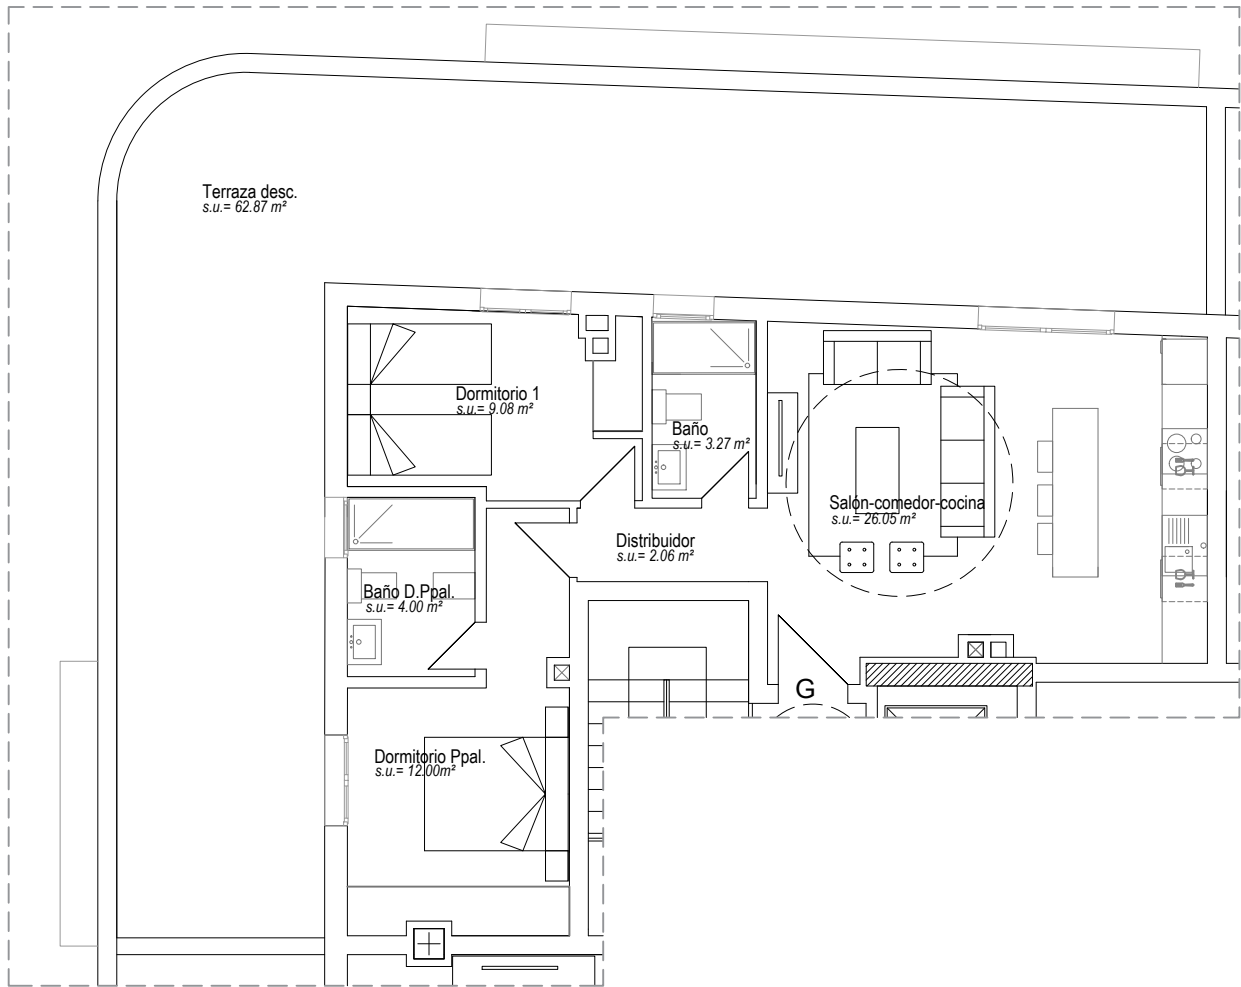 Terraza desc.
s.u.= 62.87 m²
Dormitorio 1
s.u.= 9.08 m²
Baño
s.u.= 3.27 m²
Salón-comedor-cocina
s.u.= 26.05 m²
Distribuidor
s.u.= 2.06 m²
Baño D.Ppal.
s.u.= 4.00 m²
G
Dormitorio Ppal.
s.u.= 12.00m²